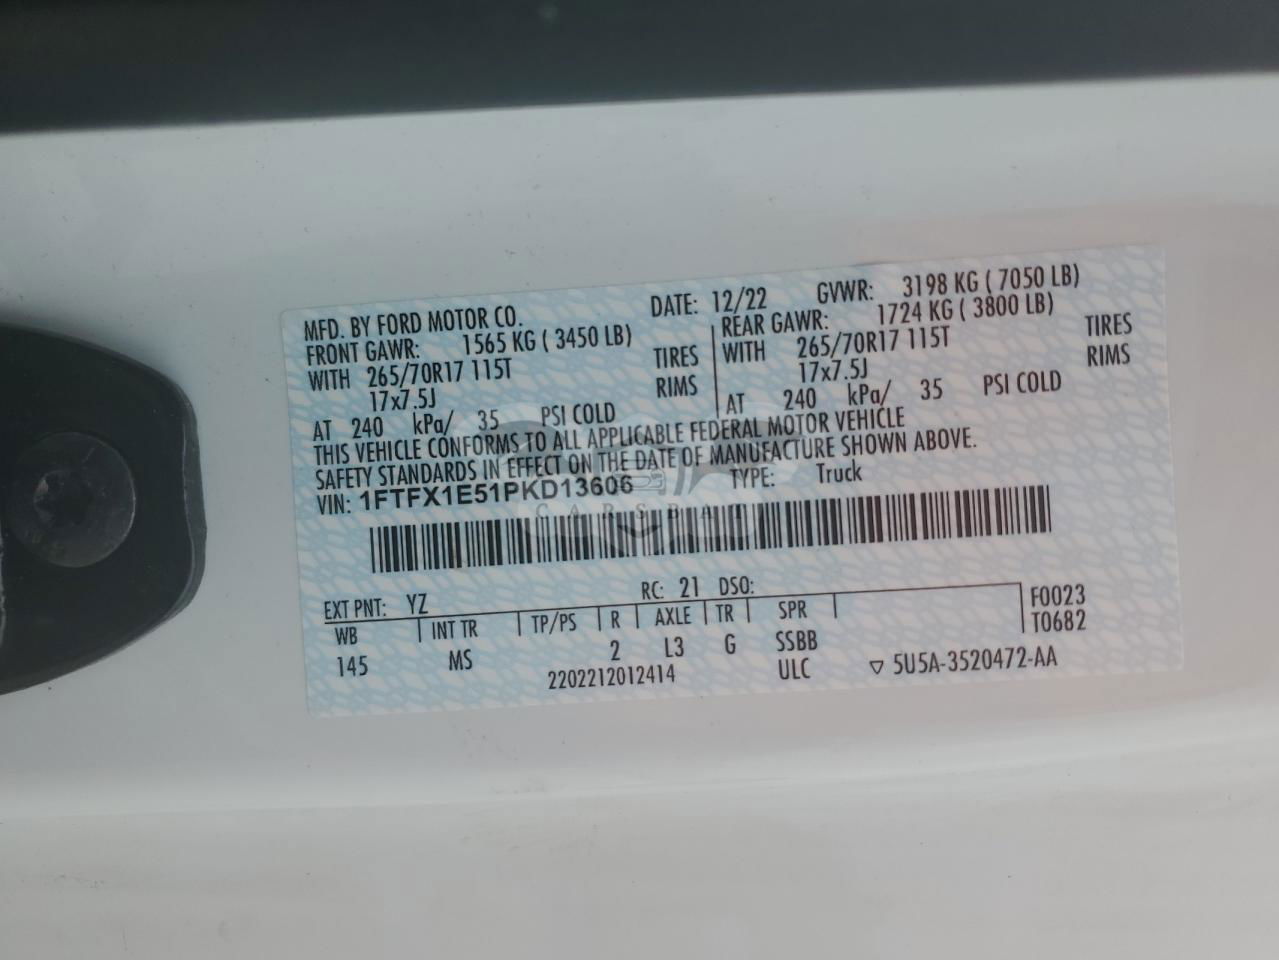 MFD. BY FORD MOTOR CO. DATE: 12/22 GVWR: 3198 KG ( 7050 LB)
FRONT GAWR: 1565 KG ( 3450 LB) REAR GAWR: 1724 KG ( 3800 LB)
WITH 265/70R17 115T TIRES WITH 265/70R17 115T TIRES
17x7.5J RIMS 17x7.5J RIMS
AT 240 kPa/ 35 PSI COLD AT 240 kPa/ 35 PSI COLD
THIS VEHICLE CONFORMS TO ALL APPLICABLE FEDERAL MOTOR VEHICLE
SAFETY STANDARDS IN EFFECT ON THE DATE OF MANUFACTURE SHOWN ABOVE.
VIN: 1FTFX1E51PKD13606 TYPE: Truck
EXT PNT: YZ RC: 21 DSO:
WB INT TR TP/PS R AXLE TR SPR F0023
145 MS 2 L3 G SSBB T0682
2202212012414 ULC ▽ 5U5A-3520472-AA